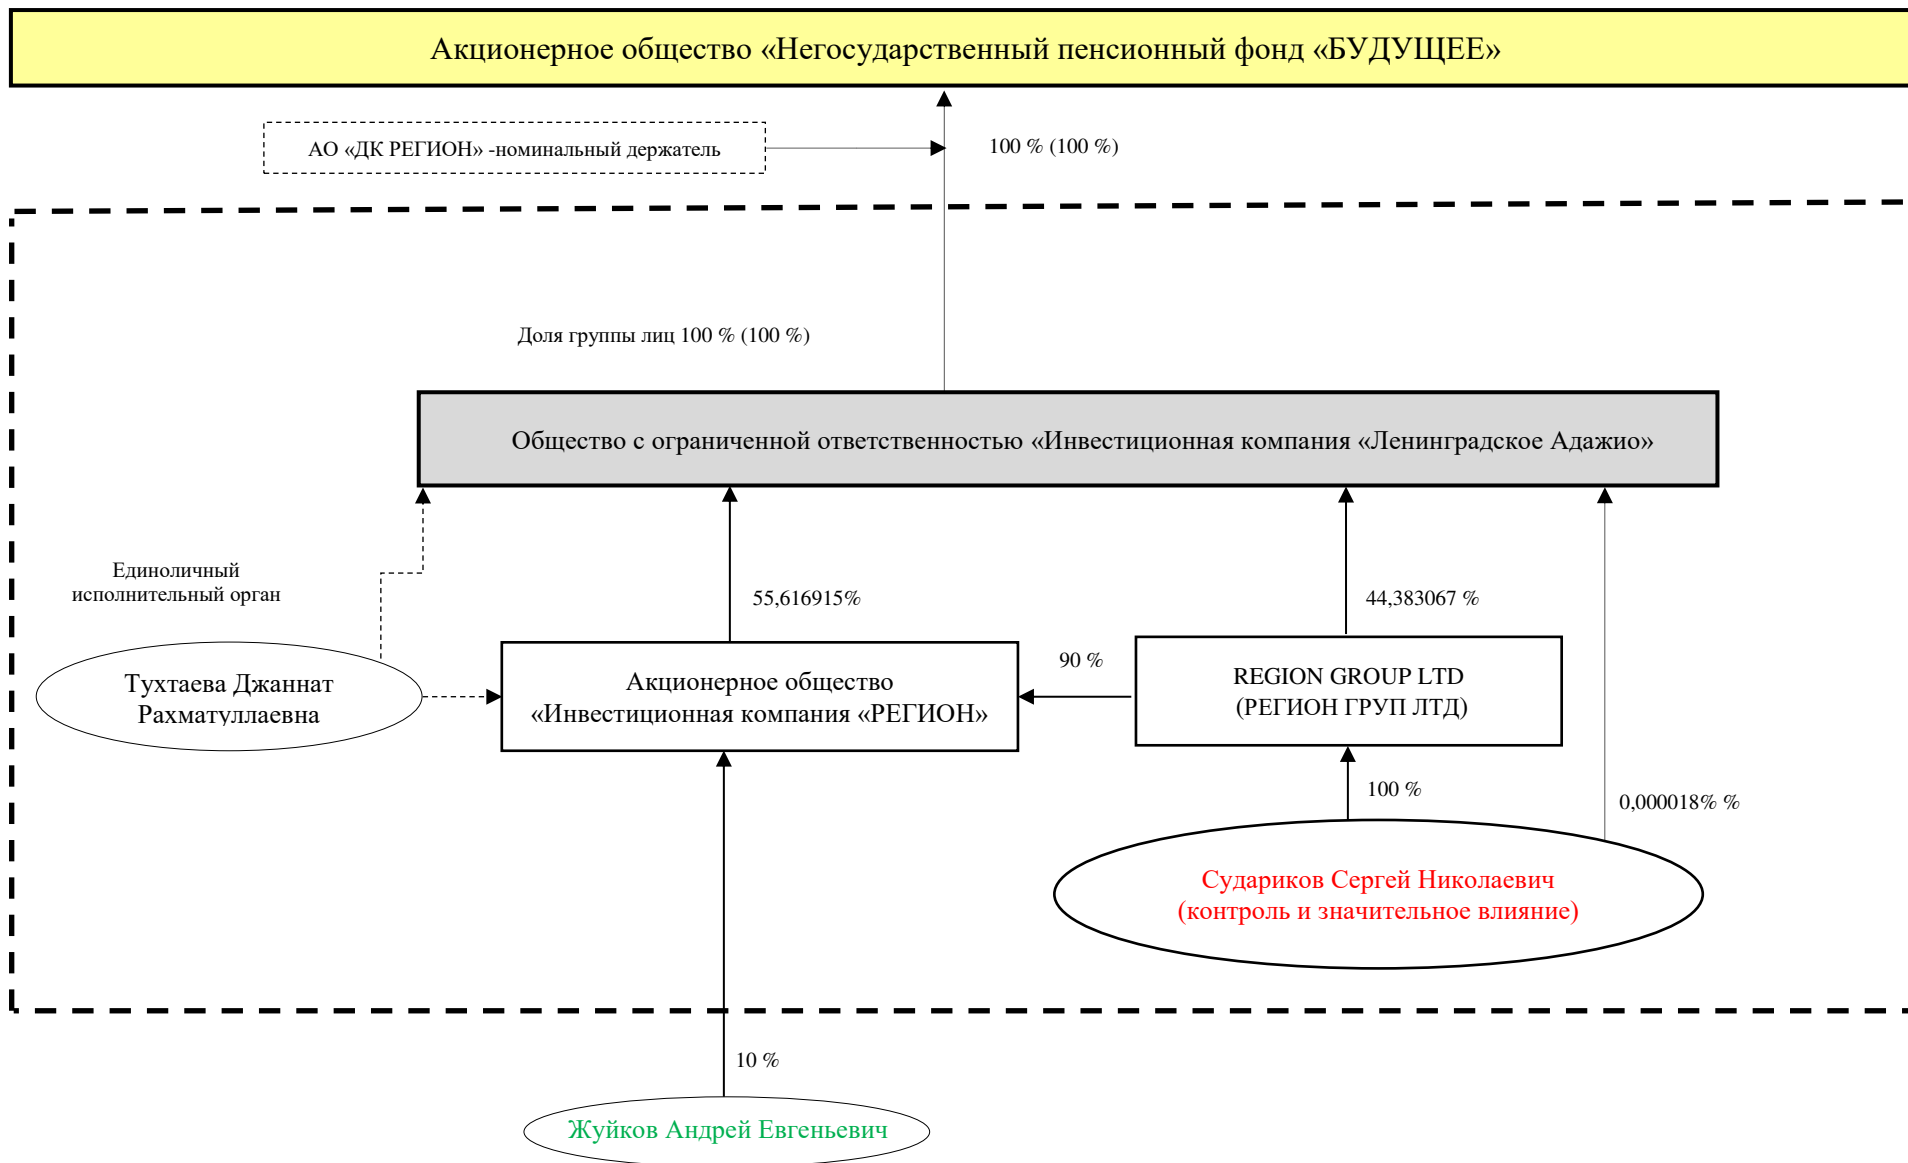 Акционерное общество «Негосударственный пенсионный фонд «БУДУЩЕЕ»
АО «ДК РЕГИОН» -номинальный держатель
100 % (100 %)
Доля группы лиц 100 % (100 %)
Общество с ограниченной ответственностью «Инвестиционная компания «Ленинградское Адажио»
Единоличный
исполнительный орган
55,616915%
44,383067 %
Тухтаева Джаннат
Рахматуллаевна
Акционерное общество
«Инвестиционная компания «РЕГИОН»
90 %
REGION GROUP LTD
(РЕГИОН ГРУП ЛТД)
100 %
0,000018% %
Судариков Сергей Николаевич
(контроль и значительное влияние)
10 %
Жуйков Андрей Евгеньевич